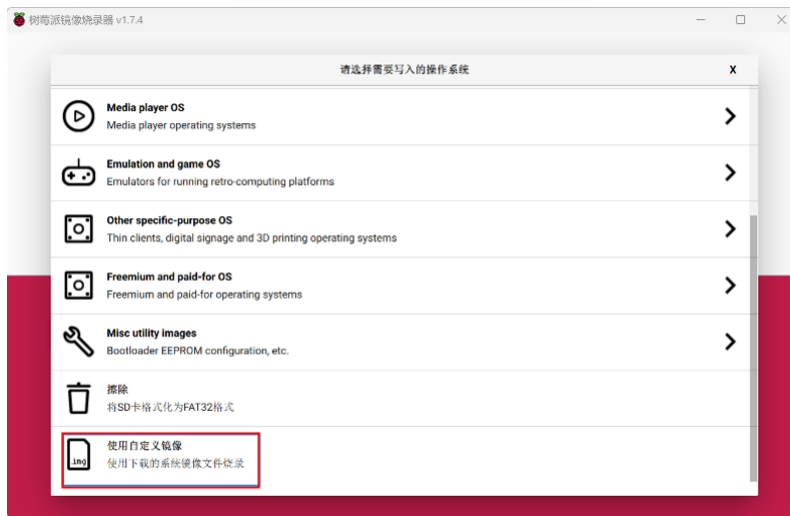 树莓派镜像烧录器 v1.7.4
请选择需要写入的操作系统
X
Media player OS
Media player operating systems
Emulation and game OS
Emulators for running retro-computing platforms
Other specific-purpose OS
Thin clients, digital signage and 3D printing operating systems
Freemium and paid-for OS
Freemium and paid-for operating systems
Misc utility images
Bootloader EEPROM configuration, etc.
擦除
将SD卡格式化为FAT32格式
使用自定义镜像
.img
使用下载的系统镜像文件烧录